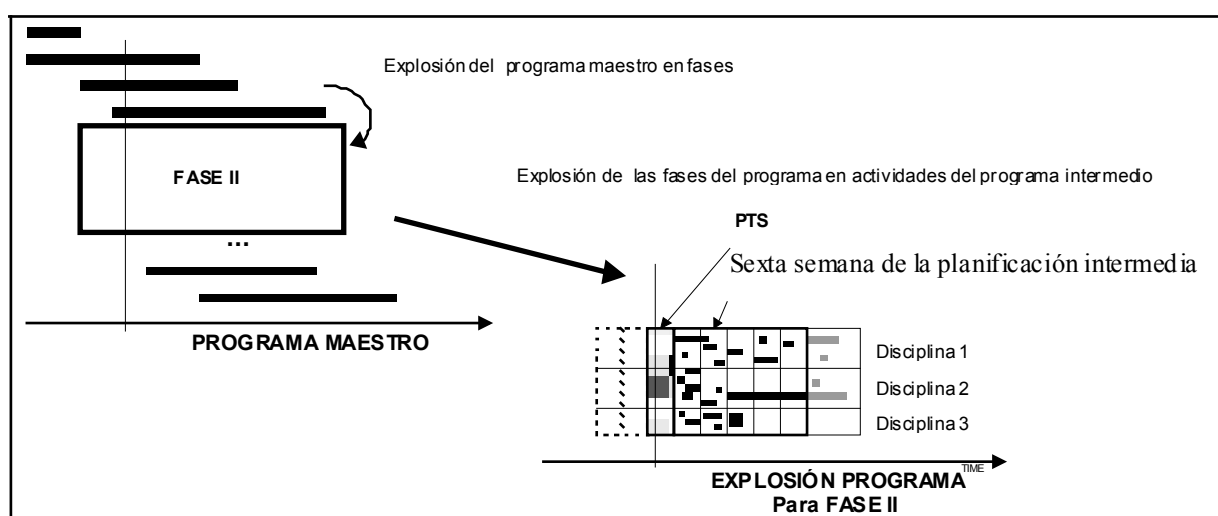 Explosión del programa maestro en fases
FASE II
Explosión de las fases del programa en actividades del programa intermedio
...
PTS
Sexta semana de la planificación intermedia
PROGRAMA MAESTRO
Disciplina 1
Disciplina 2
Disciplina 3
TIME
EXPLOSIÓN PROGRAMA
Para FASE II